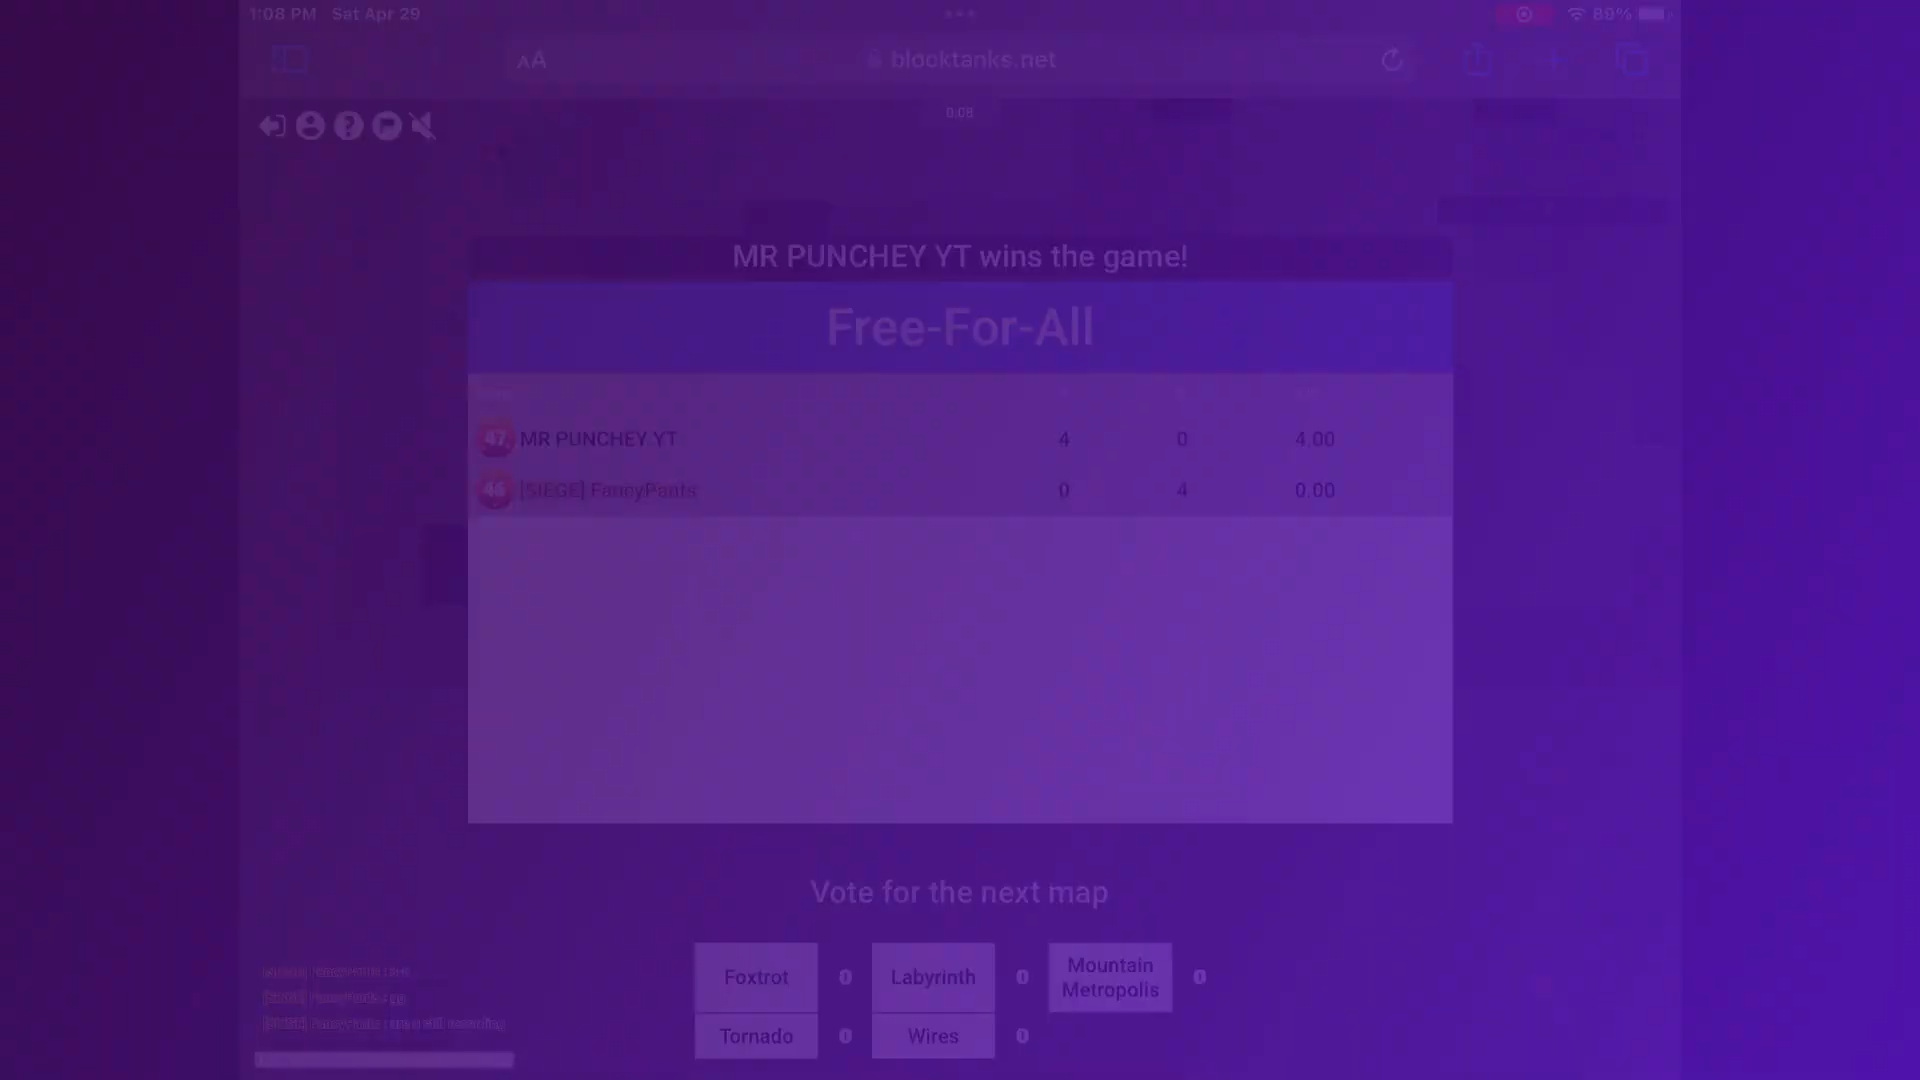 1:08 PM Sat Apr 29
89%
AA
blocktanks.net
0:08
MR PUNCHEY YT wins the game!
Free-For-All
47 MR PUNCHEY YT 4 0 4.00
46 [SIEGE] FancyPants 0 4 0.00
Vote for the next map
Foxtrot 0 Labyrinth 0 Mountain Metropolis 0
Tornado 0 Wires 0